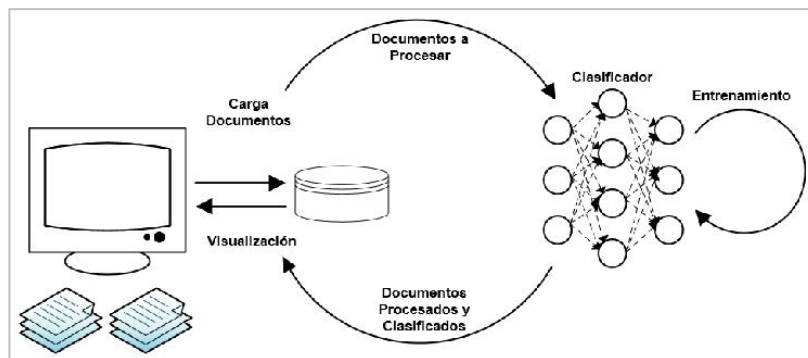 Documentos a
Procesar
Clasificador
Entrenamiento
Carga
Documentos
Visualización
Documentos
Procesados y
Clasificados